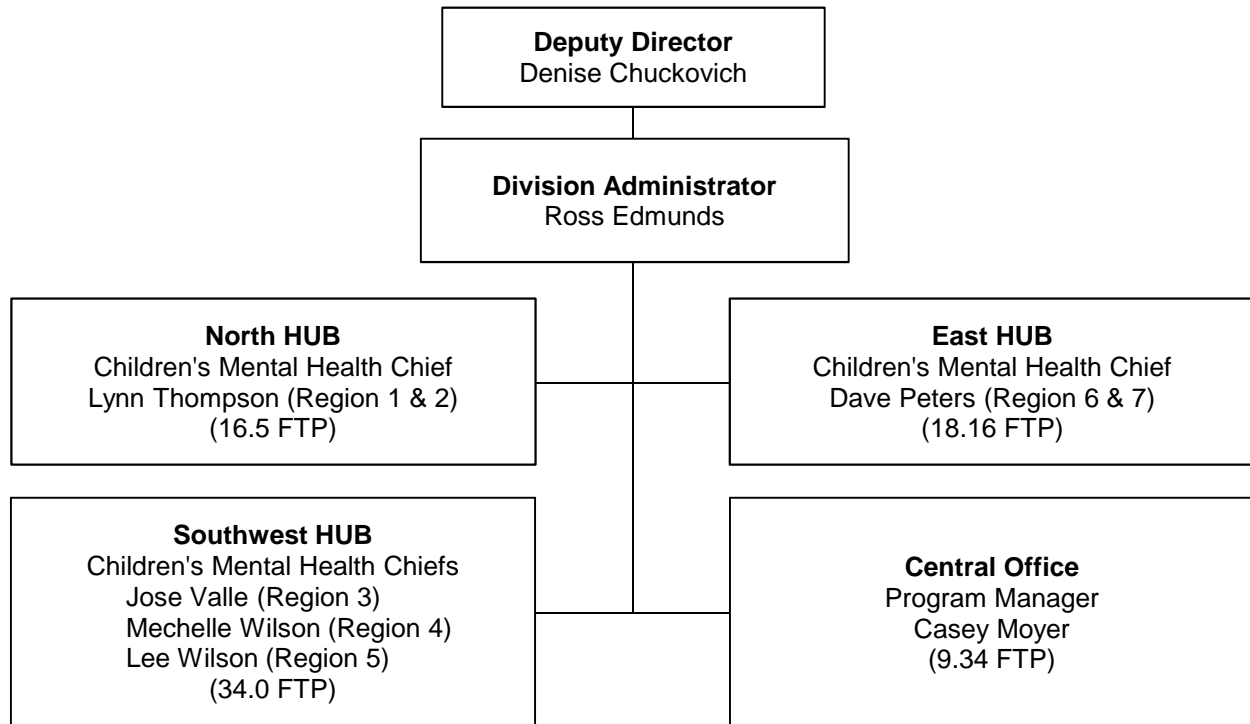 Deputy Director
Denise Chuckovich
Division Administrator
Ross Edmunds
North HUB
Children's Mental Health Chief
Lynn Thompson (Region 1 & 2)
(16.5 FTP)
East HUB
Children's Mental Health Chief
Dave Peters (Region 6 & 7)
(18.16 FTP)
Southwest HUB
Children's Mental Health Chiefs
Jose Valle (Region 3)
Mechelle Wilson (Region 4)
Lee Wilson (Region 5)
(34.0 FTP)
Central Office
Program Manager
Casey Moyer
(9.34 FTP)